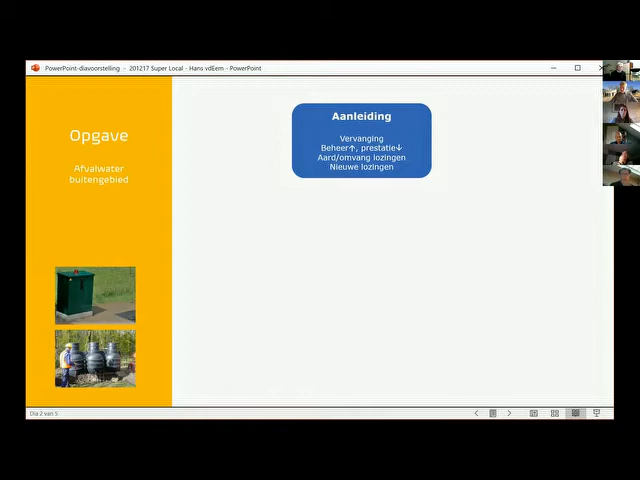 PowerPoint-diavoorstelling - 201217 Super Local - Hans vdEem - PowerPoint
Opgave
Afvalwater
buitengebied
Aanleiding
Vervanging
Beheer↑, prestatie↓
Aard/omvang lozingen
Nieuwe lozingen
Dia 2 van 5